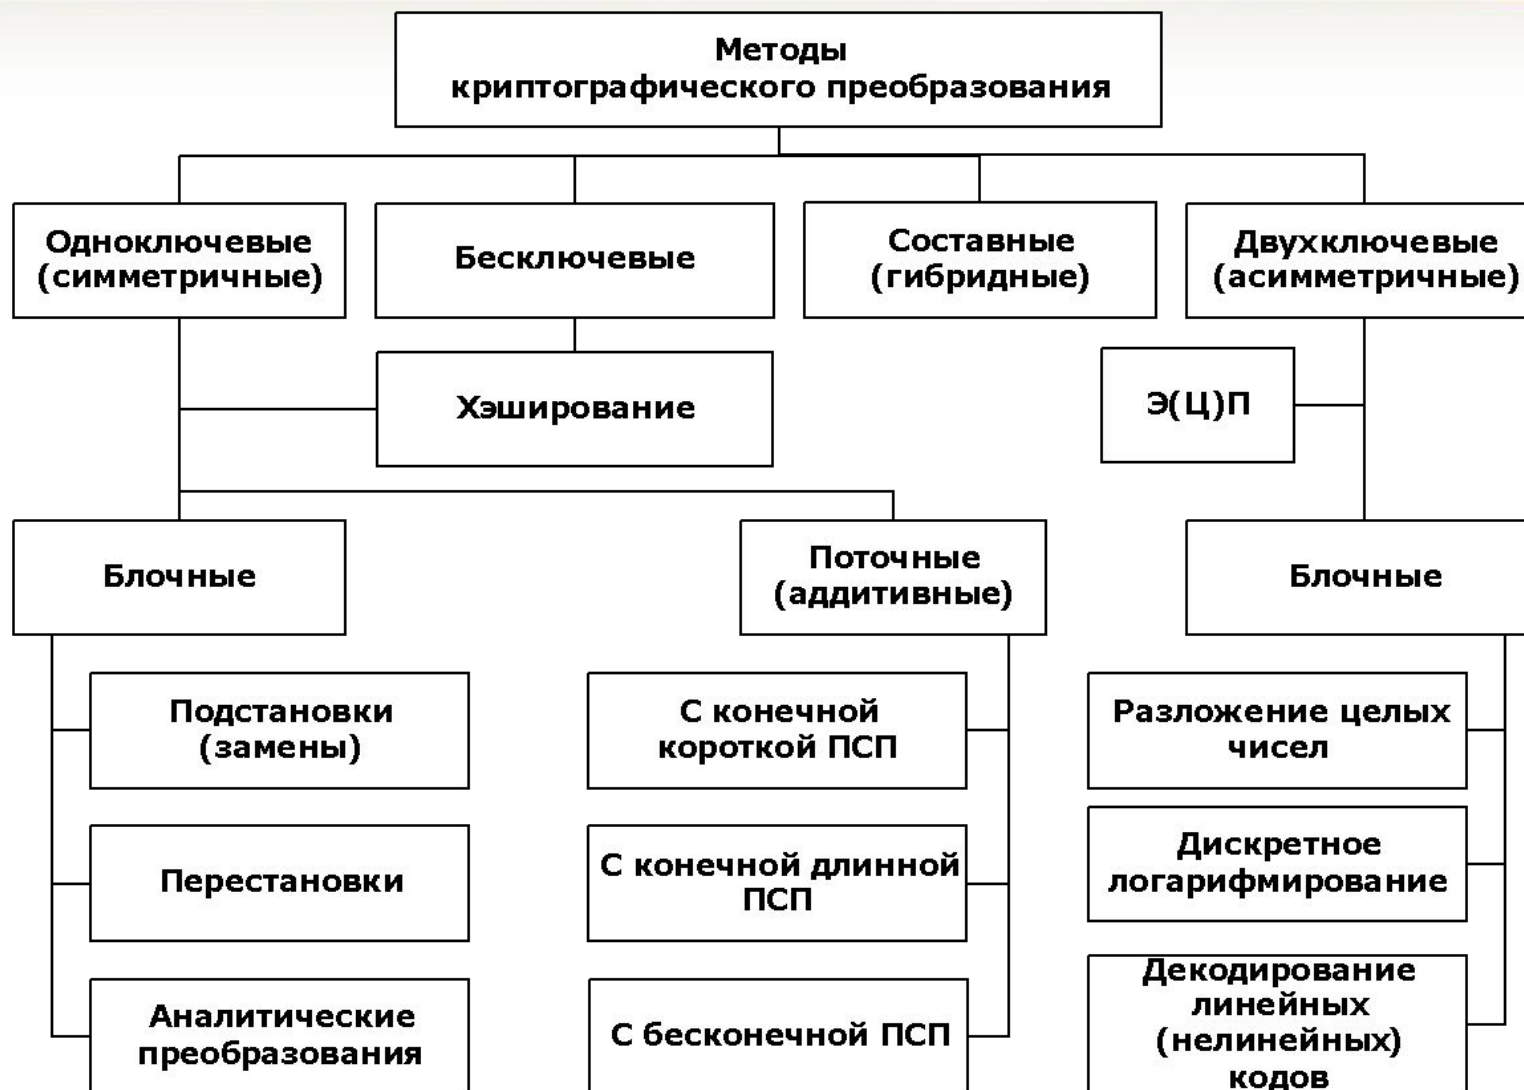 Методы
криптографического преобразования
Одноключевые
(симметричные)
Бесключевые
Составные
(гибридные)
Двухключевые
(асимметричные)
Хэширование
Э(Ц)П
Блочные
Поточные
(аддитивные)
Блочные
Подстановки
(замены)
С конечной
короткой ПСП
Разложение целых
чисел
Перестановки
С конечной длинной
ПСП
Дискретное
логарифмирование
Аналитические
преобразования
С бесконечной ПСП
Декодирование
линейных
(нелинейных)
кодов